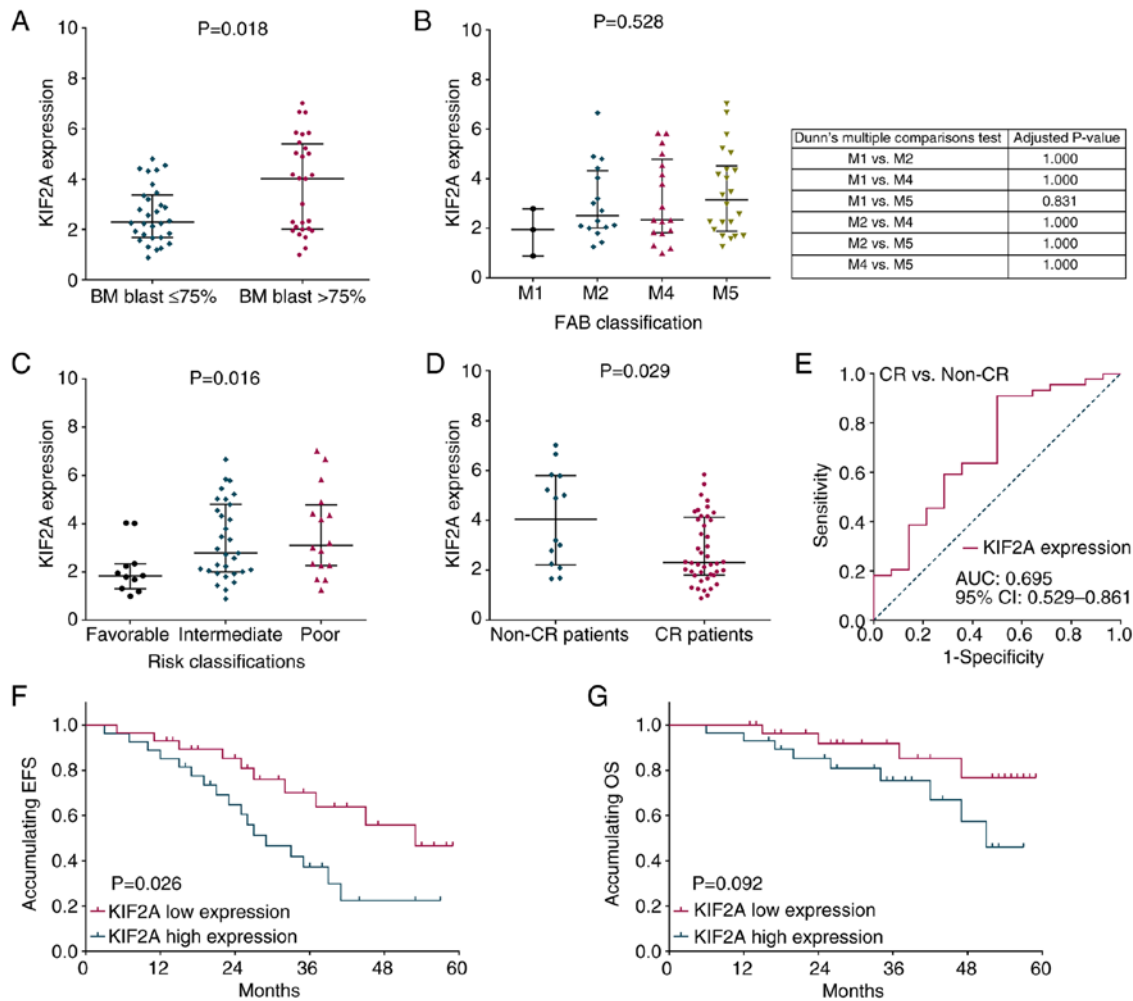 A
P=0.018
KIF2A expression
10
8
6
4
2
0
BM blast ≤75%
BM blast >75%
B
P=0.528
KIF2A expression
10
8
6
4
2
0
M1
M2
M4
M5
FAB classification
Dunn's multiple comparisons test Adjusted P-value
M1 vs. M2 1.000
M1 vs. M4 1.000
M1 vs. M5 0.831
M2 vs. M4 1.000
M2 vs. M5 1.000
M4 vs. M5 1.000
C
P=0.016
KIF2A expression
10
8
6
4
2
0
Favorable
Intermediate
Poor
Risk classifications
D
P=0.029
KIF2A expression
10
8
6
4
2
0
Non-CR patients
CR patients
E
CR vs. Non-CR
Sensitivity
1.0
0.8
0.6
0.4
0.2
0.0
KIF2A expression
AUC: 0.695
95% CI: 0.529–0.861
0.0 0.2 0.4 0.6 0.8 1.0
1-Specificity
F
Accumulating EFS
1.0
0.8
0.6
0.4
0.2
0.0
P=0.026
KIF2A low expression
KIF2A high expression
0 12 24 36 48 60
Months
G
Accumulating OS
1.0
0.8
0.6
0.4
0.2
0.0
P=0.092
KIF2A low expression
KIF2A high expression
0 12 24 36 48 60
Months